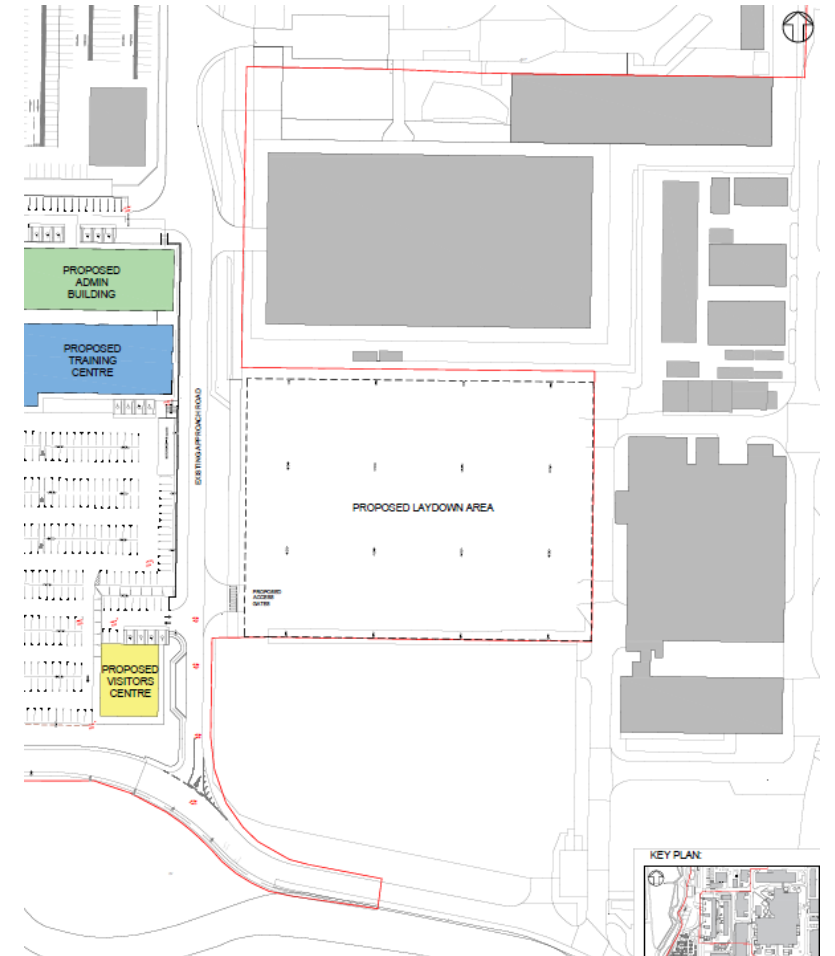 PROPOSED
ADMIN
BUILDING
PROPOSED
TRAINING
CENTRE
EXISTING APPROACH ROAD
PROPOSED LAYDOWN AREA
PROPOSED
ACCESS
GATES
PROPOSED
VISITORS
CENTRE
KEY PLAN: